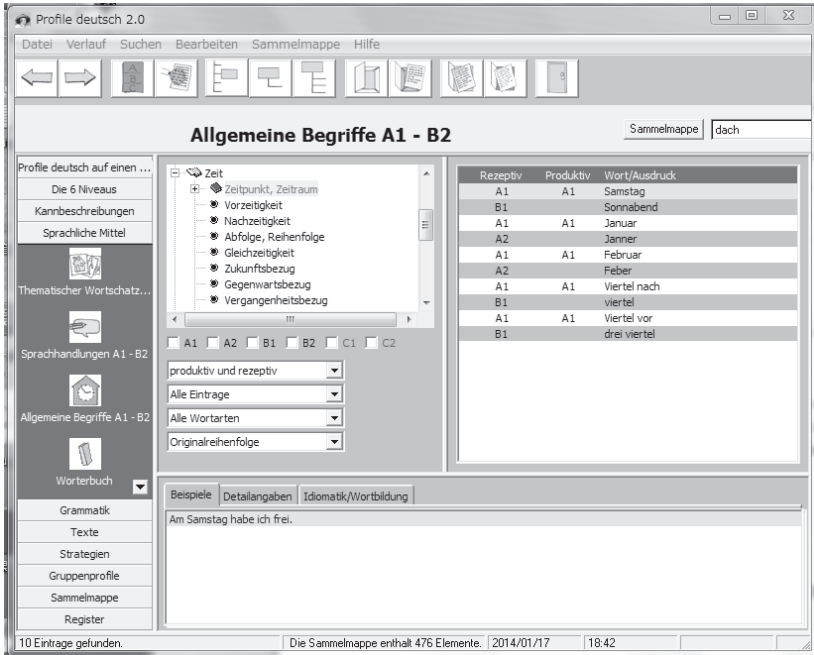 Profile deutsch 2.0
Datei Verlauf Suchen Bearbeiten Sammelmappe Hilfe
A
B
C
Allgemeine Begriffe A1 - B2
Sammelmappe dach
Profile deutsch auf einen ...
Die 6 Niveaus
Kannbeschreibungen
Sprachliche Mittel
Thematischer Wortschatz...
Sprachhandlungen A1 - B2
Allgemeine Begriffe A1 - B2
Worterbuch
Grammatik
Texte
Strategien
Gruppenprofile
Sammelmappe
Register
Zeit
Zeitpunkt, Zeitraum
Vorzeitigkeit
Nachzeitigkeit
Abfolge, Reihenfolge
Gleichzeitigkeit
Zukunftsbezug
Gegenwartsbezug
Vergangenheitsbezug
A1 A2 B1 B2 C1 C2
produktiv und rezeptiv
Alle Eintrage
Alle Wortarten
Originalreihenfolge
Rezeptiv Produktiv Wort/Ausdruck
A1 A1 Samstag
B1 Sonnabend
A1 A1 Januar
A2 Janner
A1 A1 Februar
A2 Feber
A1 A1 Viertel nach
B1 viertel
A1 A1 Viertel vor
B1 drei viertel
Beispiele Detailangaben Idiomatik/Wortbildung
Am Samstag habe ich frei.
10 Eintrage gefunden. Die Sammelmappe enthalt 476 Elemente. 2014/01/17 18:42